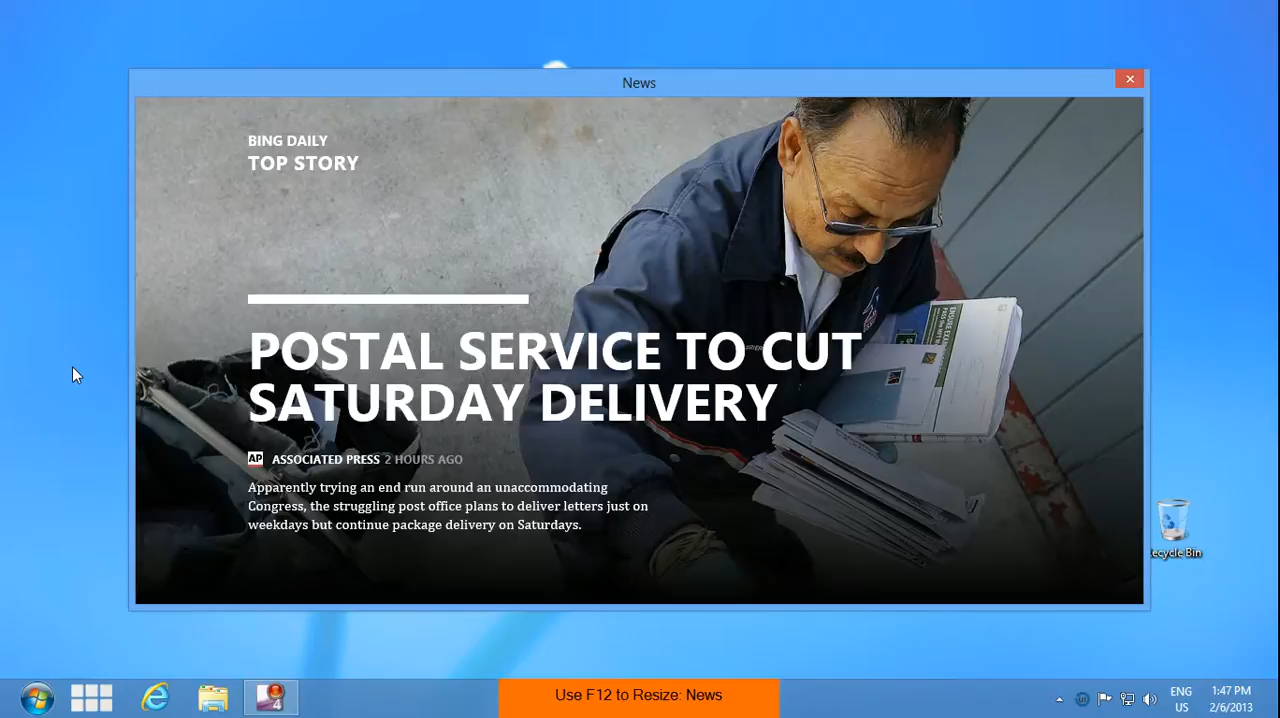 News
BING DAILY
TOP STORY
POSTAL SERVICE TO CUT
SATURDAY DELIVERY
AP ASSOCIATED PRESS 2 HOURS AGO
Apparently trying an end run around an unaccommodating
Congress, the struggling post office plans to deliver letters just on
weekdays but continue package delivery on Saturdays.
ecycle Bin
4
Use F12 to Resize: News
ENG
US
1:47 PM
2/6/2013